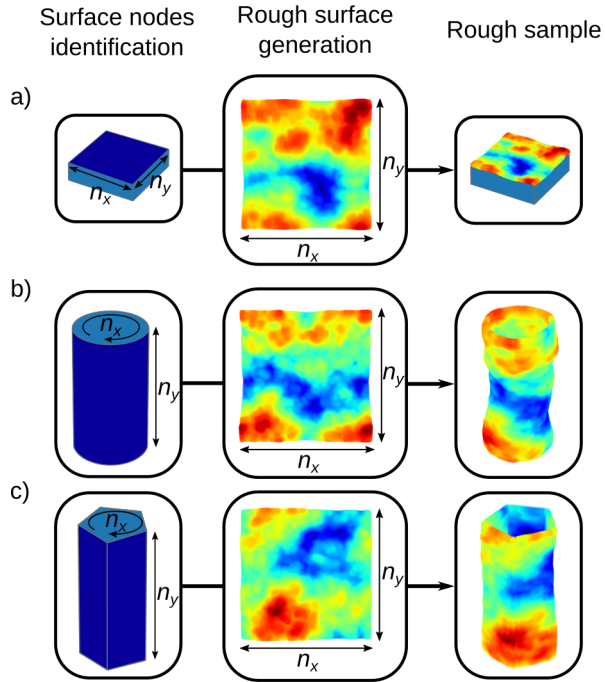 Surface nodes
identification
Rough surface
generation
Rough sample
a)
n_x
n_y
n_y
n_x
b)
n_x
n_y
n_y
n_x
c)
n_x
n_y
n_y
n_x